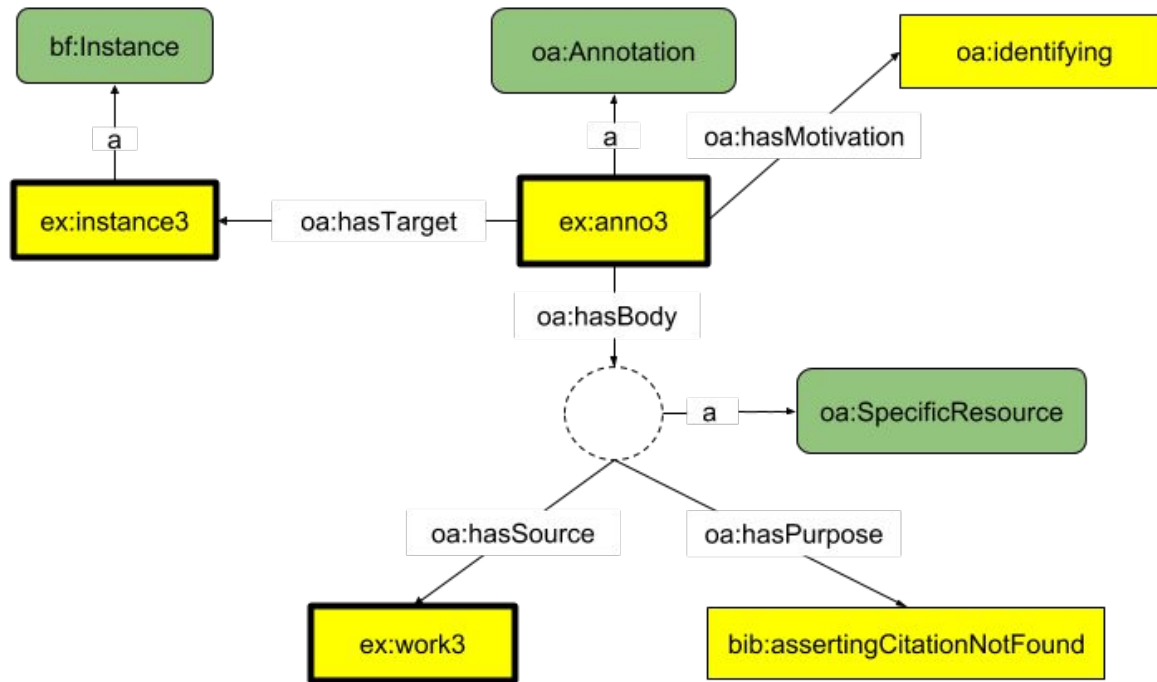 bf:Instance
oa:Annotation
oa:identifying
a
a
oa:hasMotivation
ex:instance3
oa:hasTarget
ex:anno3
oa:hasBody
a
oa:SpecificResource
oa:hasSource
oa:hasPurpose
ex:work3
bib:assertingCitationNotFound